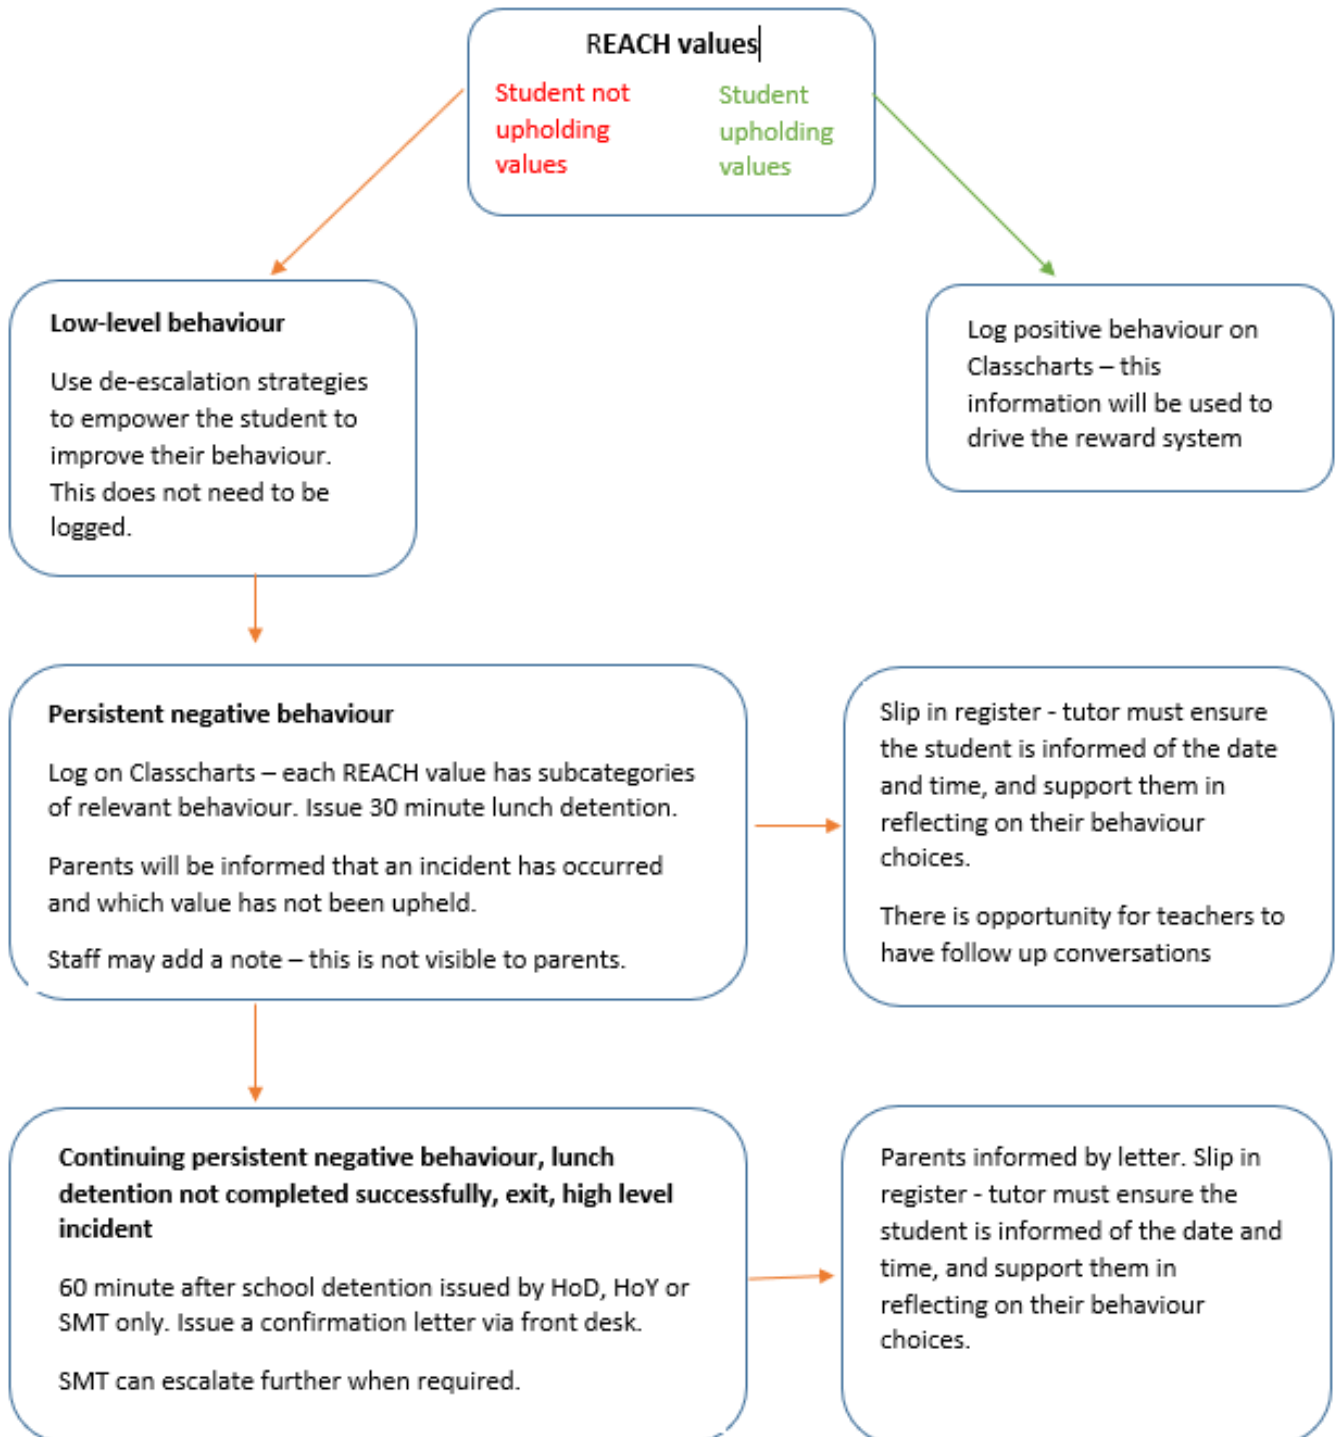 REACH values
Student not
upholding
values
Student
upholding
values
Low-level behaviour
Use de-escalation strategies
to empower the student to
improve their behaviour.
This does not need to be
logged.
Log positive behaviour on
Classcharts – this
information will be used to
drive the reward system
Persistent negative behaviour
Log on Classcharts – each REACH value has subcategories
of relevant behaviour. Issue 30 minute lunch detention.
Parents will be informed that an incident has occurred
and which value has not been upheld.
Staff may add a note – this is not visible to parents.
Slip in register - tutor must ensure
the student is informed of the date
and time, and support them in
reflecting on their behaviour
choices.
There is opportunity for teachers to
have follow up conversations
Continuing persistent negative behaviour, lunch
detention not completed successfully, exit, high level
incident
60 minute after school detention issued by HoD, HoY or
SMT only. Issue a confirmation letter via front desk.
SMT can escalate further when required.
Parents informed by letter. Slip in
register - tutor must ensure the
student is informed of the date and
time, and support them in
reflecting on their behaviour
choices.